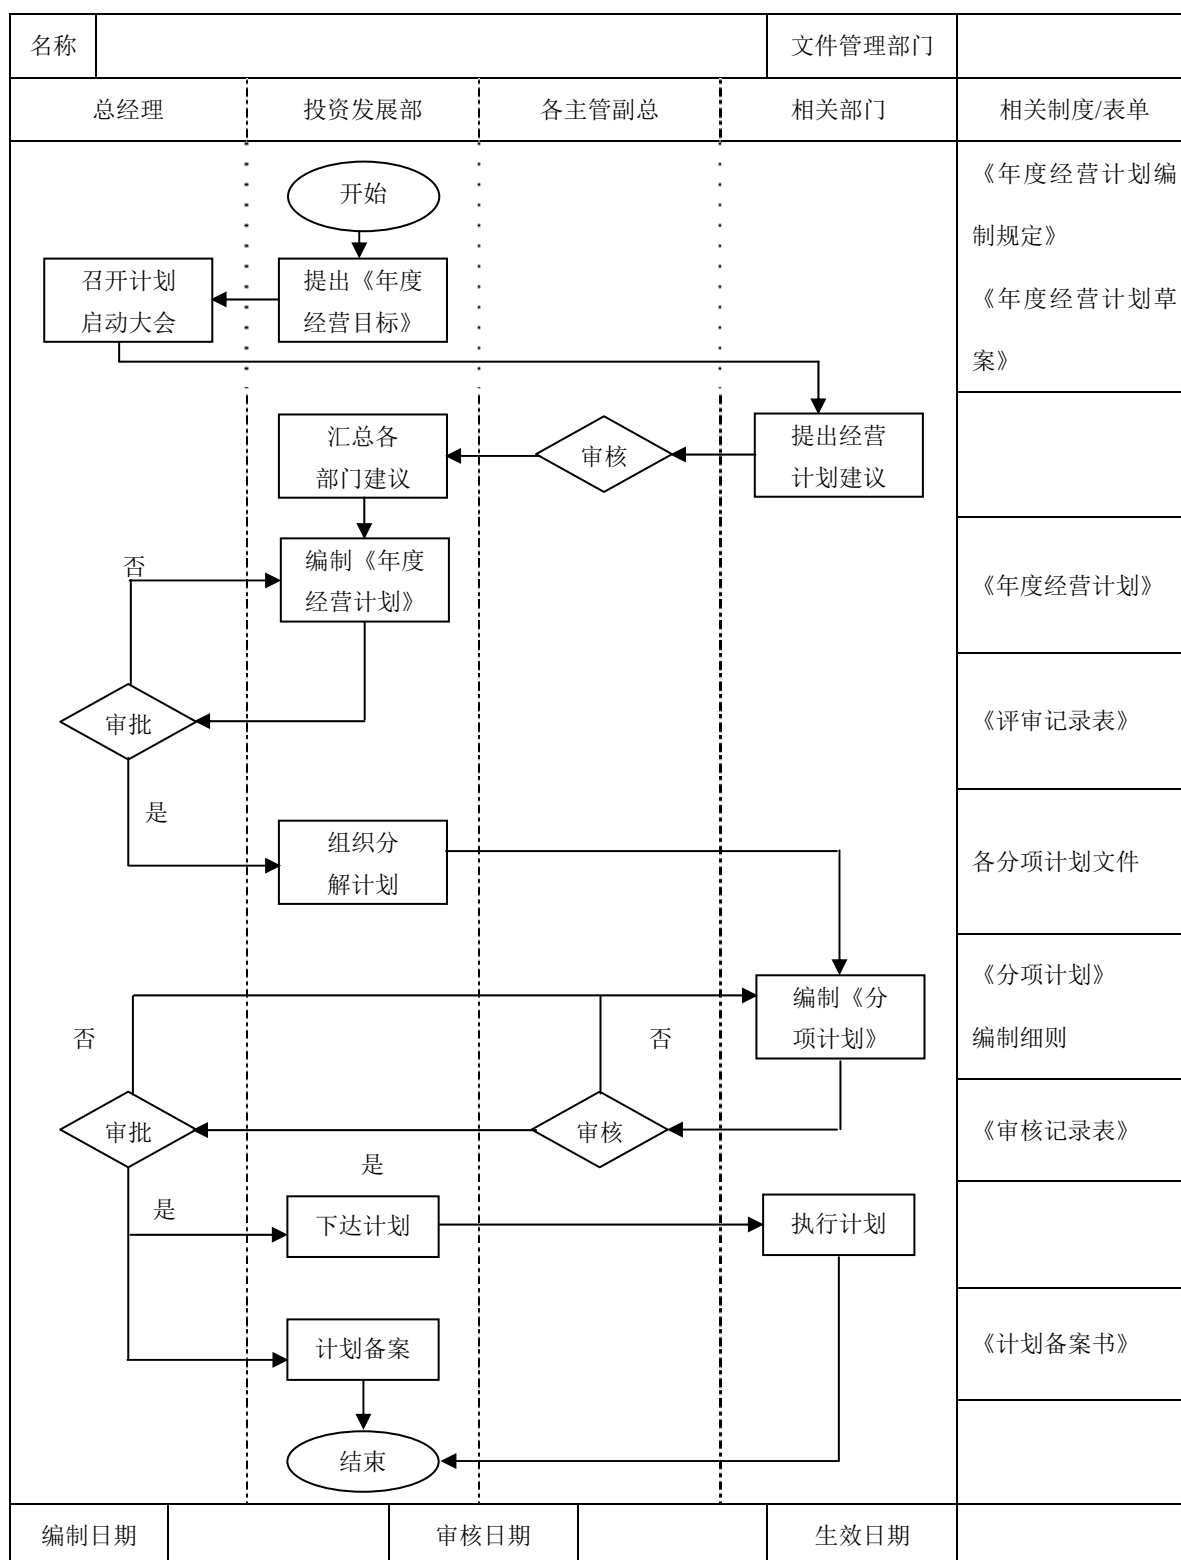 名称
文件管理部门
总经理
投资发展部
各主管副总
相关部门
相关制度/表单
开始
《年度经营计划编
制规定》
《年度经营计划草
案》
召开计划
启动大会
提出《年度
经营目标》
汇总各
部门建议
审核
提出经营
计划建议
否
编制《年度
经营计划》
《年度经营计划》
审批
《评审记录表》
是
组织分
解计划
各分项计划文件
编制《分
项计划》
《分项计划》
编制细则
否
否
审批
审核
《审核记录表》
是
是
下达计划
执行计划
计划备案
《计划备案书》
结束
编制日期
审核日期
生效日期